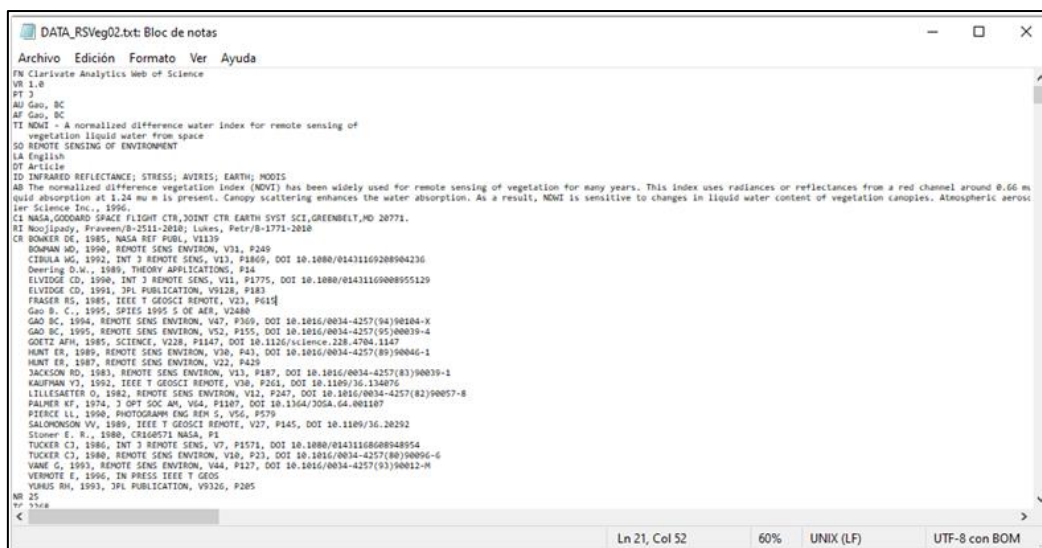 DATA_RSVeg02.txt: Bloc de notas
Archivo Edición Formato Ver Ayuda
FN Clarivate Analytics Web of Science
VR 1.0
PT J
AU Gao, BC
AF Gao, BC
TI NDWI - A normalized difference water index for remote sensing of
vegetation liquid water from space
SO REMOTE SENSING OF ENVIRONMENT
LA English
DT Article
ID INFRARED REFLECTANCE; STRESS; AVIRIS; EARTH; MODIS
AB The normalized difference vegetation index (NDVI) has been widely used for remote sensing of vegetation for many years. This index uses radiances or reflectances from a red channel around 0.66 mu
quid absorption at 1.24 mu m is present. Canopy scattering enhances the water absorption. As a result, NDWI is sensitive to changes in liquid water content of vegetation canopies. Atmospheric aerosc
ier Science Inc., 1996.
C1 NASA,GODDARD SPACE FLIGHT CTR,JOINT CTR EARTH SYST SCI,GREENBELT,MD 20771.
RI Noojipady, Praveen/B-2511-2010; Lukes, Petr/B-1771-2010
CR BOWKER DE, 1985, NASA REF PUBL, V1139
BOWMAN WD, 1990, REMOTE SENS ENVIRON, V31, P249
CIBULA WG, 1992, INT J REMOTE SENS, V13, P1869, DOI 10.1080/01431169208904236
Deering D.W., 1989, THEORY APPLICATIONS, P14
ELVIDGE CD, 1990, INT J REMOTE SENS, V11, P1775, DOI 10.1080/01431169008955129
ELVIDGE CD, 1991, JPL PUBLICATION, V9128, P183
FRASER RS, 1985, IEEE T GEOSCI REMOTE, V23, P615
Gao B. C., 1995, SPIES 1995 S OE AER, V2480
GAO BC, 1994, REMOTE SENS ENVIRON, V47, P369, DOI 10.1016/0034-4257(94)90104-X
GAO BC, 1995, REMOTE SENS ENVIRON, V52, P155, DOI 10.1016/0034-4257(95)00039-4
GOETZ AFH, 1985, SCIENCE, V228, P1147, DOI 10.1126/science.228.4704.1147
HUNT ER, 1989, REMOTE SENS ENVIRON, V30, P43, DOI 10.1016/0034-4257(89)90046-1
HUNT ER, 1987, REMOTE SENS ENVIRON, V22, P429
JACKSON RD, 1983, REMOTE SENS ENVIRON, V13, P187, DOI 10.1016/0034-4257(83)90039-1
KAUFMAN YJ, 1992, IEEE T GEOSCI REMOTE, V30, P261, DOI 10.1109/36.134076
LILLESAETER O, 1982, REMOTE SENS ENVIRON, V12, P247, DOI 10.1016/0034-4257(82)90057-8
PALMER KF, 1974, J OPT SOC AM, V64, P1107, DOI 10.1364/JOSA.64.001107
PIERCE LL, 1990, PHOTOGRAMM ENG REM S, V56, P579
SALOMONSON VV, 1989, IEEE T GEOSCI REMOTE, V27, P145, DOI 10.1109/36.20292
Stoner E. R., 1980, CR160571 NASA, P1
TUCKER CJ, 1986, INT J REMOTE SENS, V7, P1571, DOI 10.1080/01431168608948954
TUCKER CJ, 1980, REMOTE SENS ENVIRON, V10, P23, DOI 10.1016/0034-4257(80)90096-6
VANE G, 1993, REMOTE SENS ENVIRON, V44, P127, DOI 10.1016/0034-4257(93)90012-M
VERMOTE E, 1996, IN PRESS IEEE T GEOS
YUHUS RH, 1993, JPL PUBLICATION, V9326, P205
NR 25
TC 2268
Ln 21, Col 52 60% UNIX (LF) UTF-8 con BOM